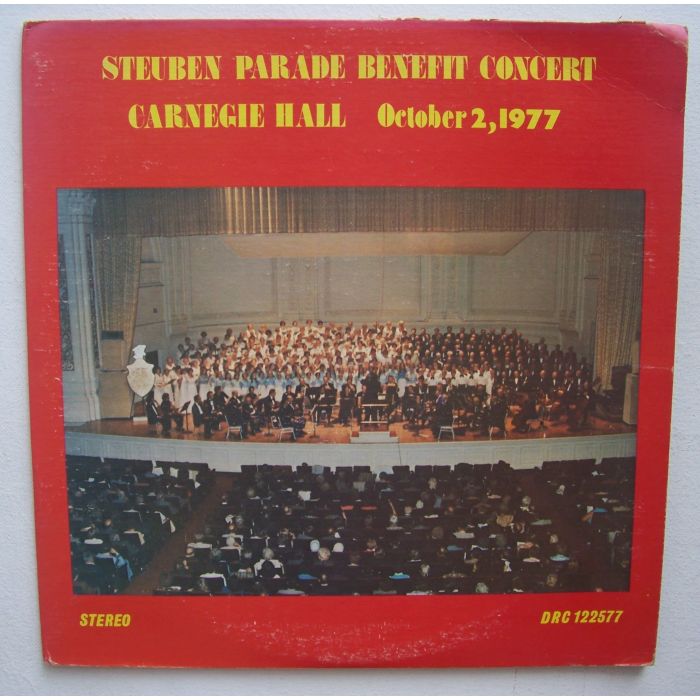 STEUBEN PARADE BENEFIT CONCERT
CARNEGIE HALL October 2, 1977
STEREO
DRC 122577